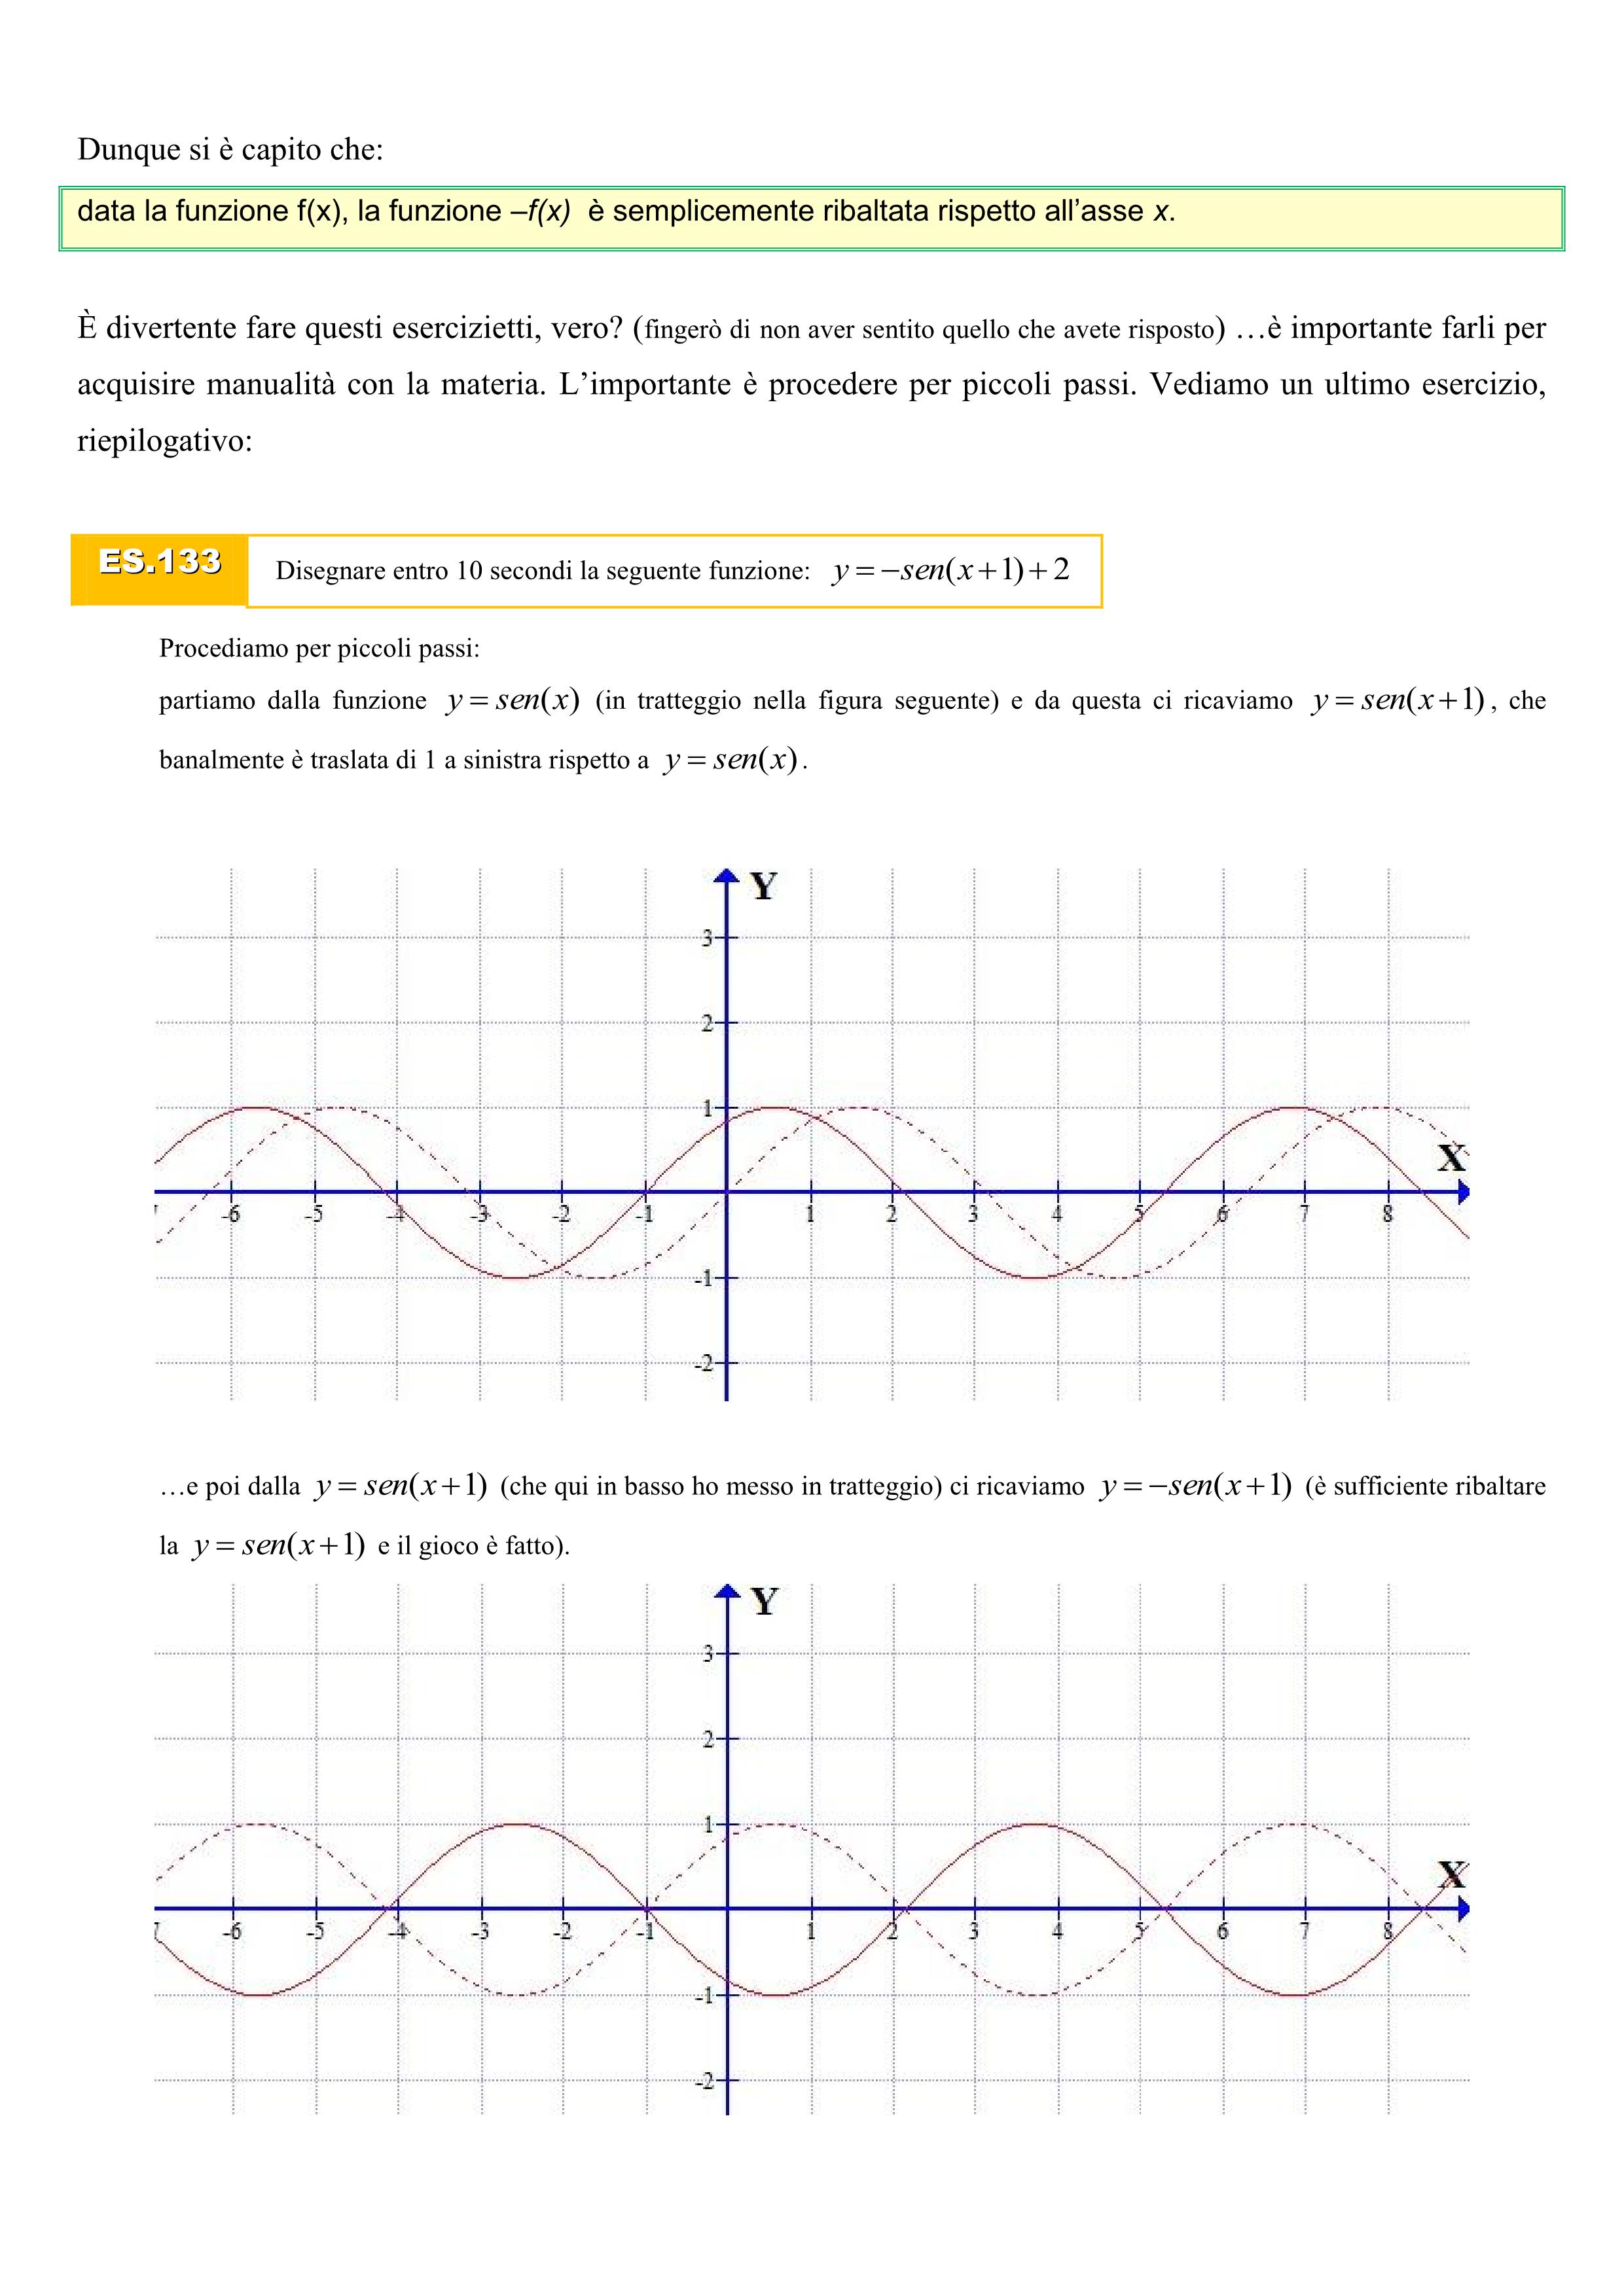 Dunque si è capito che:
data la funzione f(x), la funzione –f(x) è semplicemente ribaltata rispetto all’asse x.
È divertente fare questi esercizietti, vero? (fingerò di non aver sentito quello che avete risposto) …è importante farli per
acquisire manualità con la materia. L’importante è procedere per piccoli passi. Vediamo un ultimo esercizio,
riepilogativo:
ES.133 Disegnare entro 10 secondi la seguente funzione: y = −sen(x+1)+2
Procediamo per piccoli passi:
partiamo dalla funzione y = sen(x) (in tratteggio nella figura seguente) e da questa ci ricaviamo y = sen(x+1), che
banalmente è traslata di 1 a sinistra rispetto a y = sen(x).
Y
3
2
1
X
-6 -5 -4 -3 -2 -1 1 2 3 4 5 6 7 8
-1
-2
…e poi dalla y = sen(x+1) (che qui in basso ho messo in tratteggio) ci ricaviamo y = −sen(x+1) (è sufficiente ribaltare
la y = sen(x+1) e il gioco è fatto).
Y
3
2
1
X
7 -6 -5 -4 -3 -2 -1 1 2 3 4 5 6 7 8
-1
-2